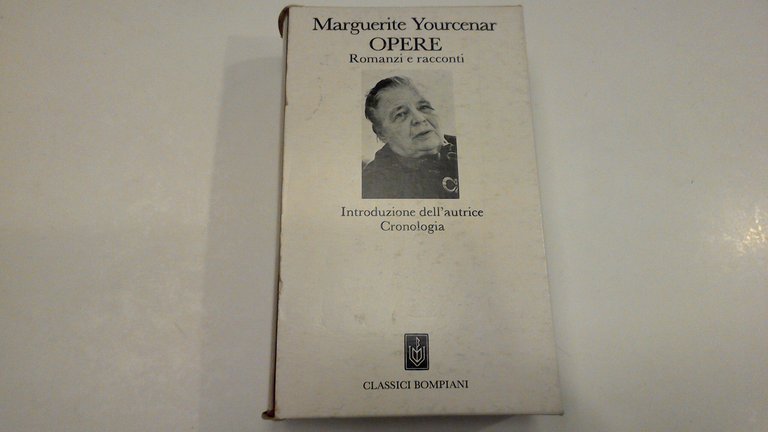 Marguerite Yourcenar
OPERE
Romanzi e racconti
Introduzione dell'autrice
Cronologia
CLASSICI BOMPIANI